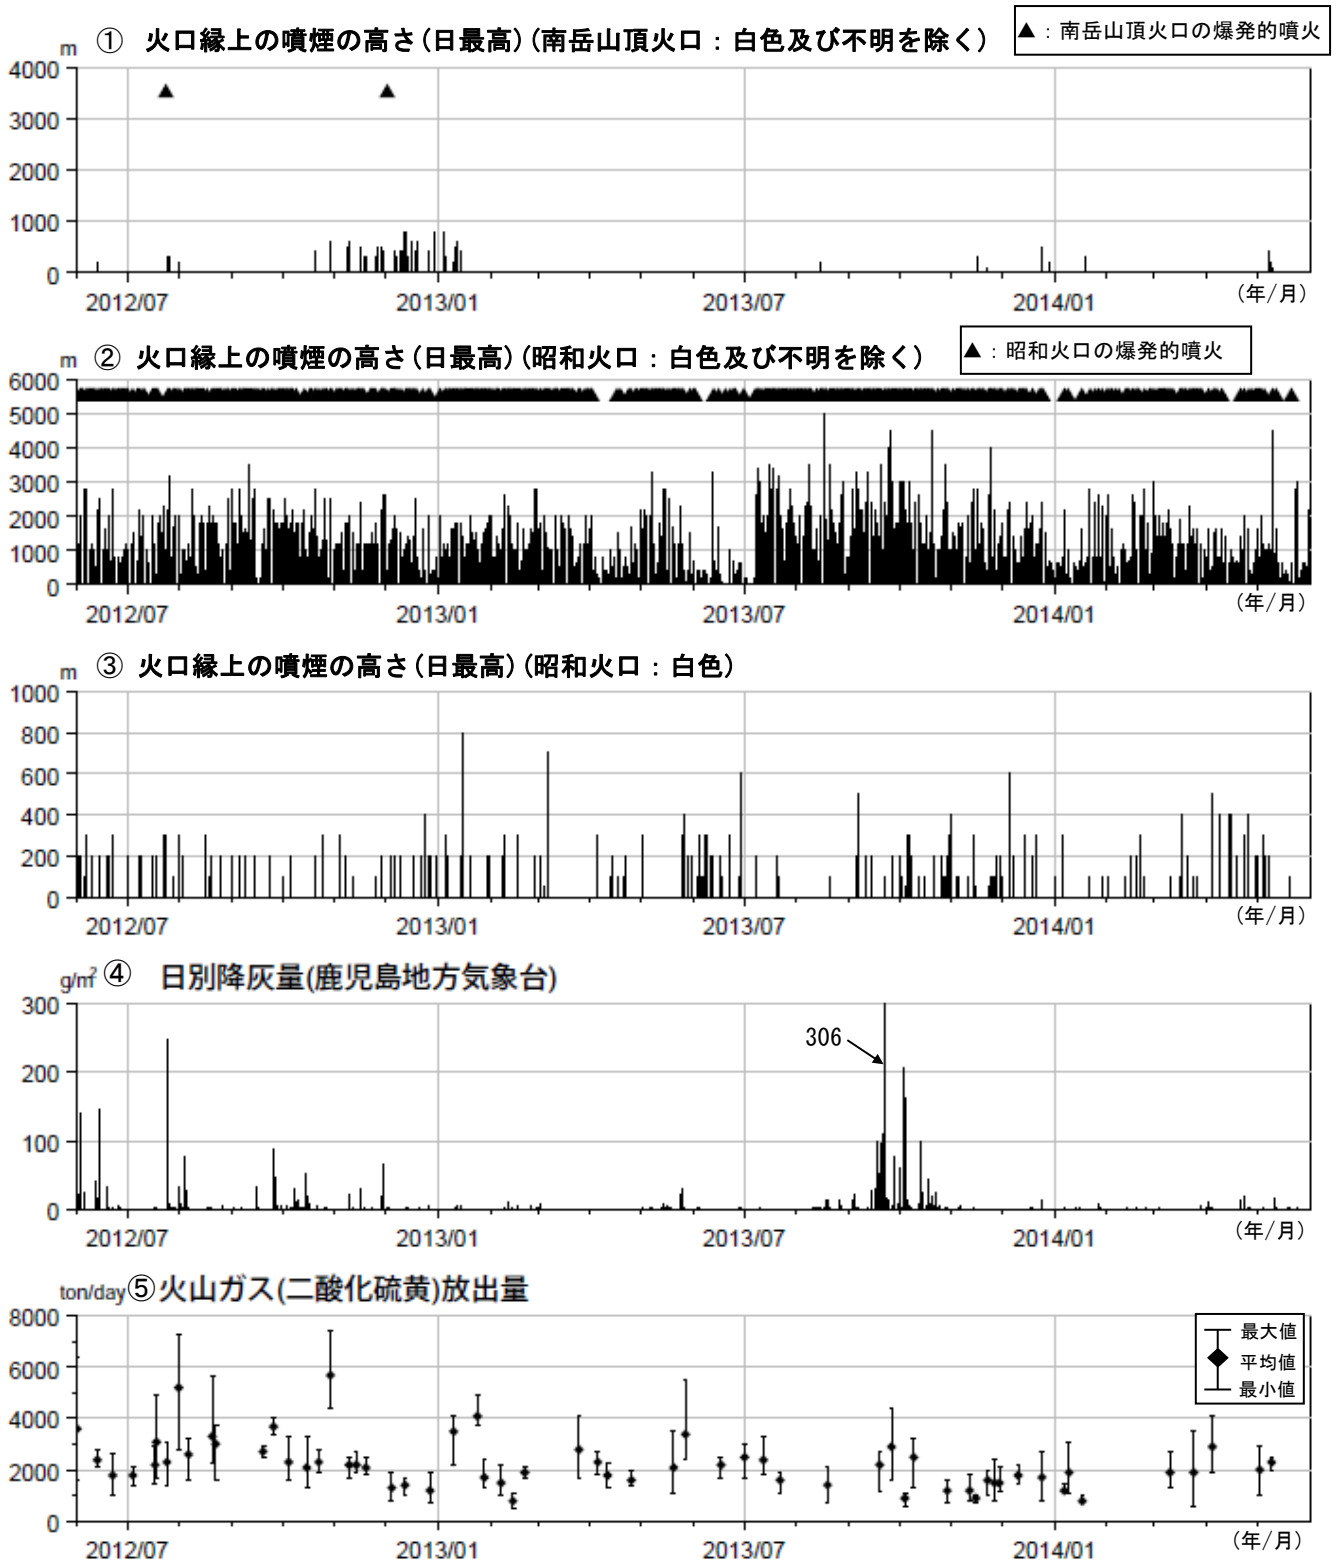 m ① 火口縁上の噴煙の高さ(日最高)(南岳山頂火口：白色及び不明を除く)
▲：南岳山頂火口の爆発的噴火
4000
3000
2000
1000
0
2012/07 2013/01 2013/07 2014/01 (年/月)
m ② 火口縁上の噴煙の高さ(日最高)(昭和火口：白色及び不明を除く)
▲：昭和火口の爆発的噴火
6000
5000
4000
3000
2000
1000
0
2012/07 2013/01 2013/07 2014/01 (年/月)
m ③ 火口縁上の噴煙の高さ(日最高)(昭和火口：白色)
1000
800
600
400
200
0
2012/07 2013/01 2013/07 2014/01 (年/月)
g/㎡ ④ 日別降灰量(鹿児島地方気象台)
300
306
200
100
0
2012/07 2013/01 2013/07 2014/01 (年/月)
ton/day ⑤ 火山ガス(二酸化硫黄)放出量
8000
最大値
平均値
最小値
6000
4000
2000
0
2012/07 2013/01 2013/07 2014/01 (年/月)